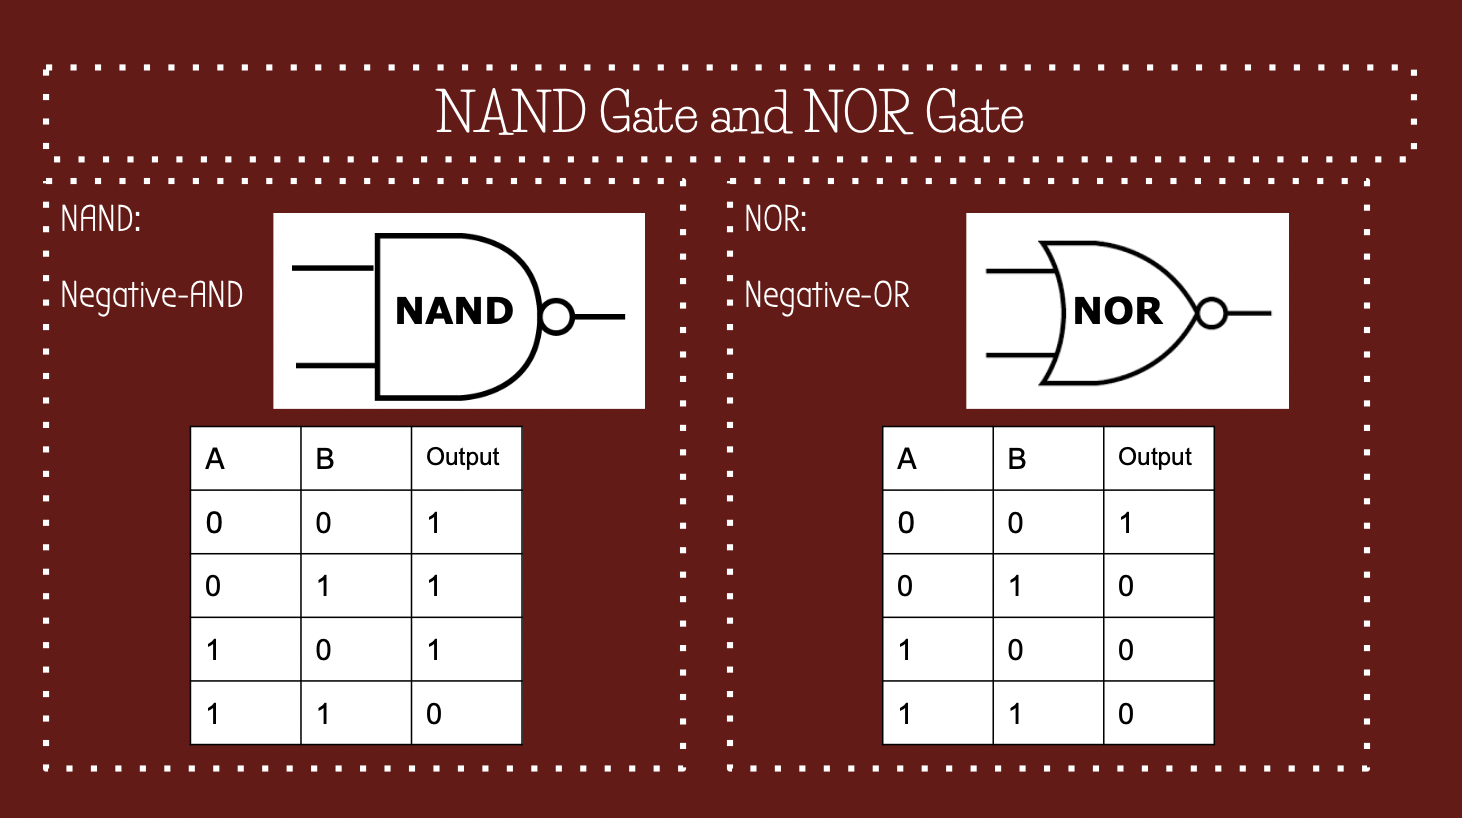 NAND Gate and NOR Gate
NAND:
Negative-AND
NAND
A B Output
0 0 1
0 1 1
1 0 1
1 1 0
NOR:
Negative-OR
NOR
A B Output
0 0 1
0 1 0
1 0 0
1 1 0